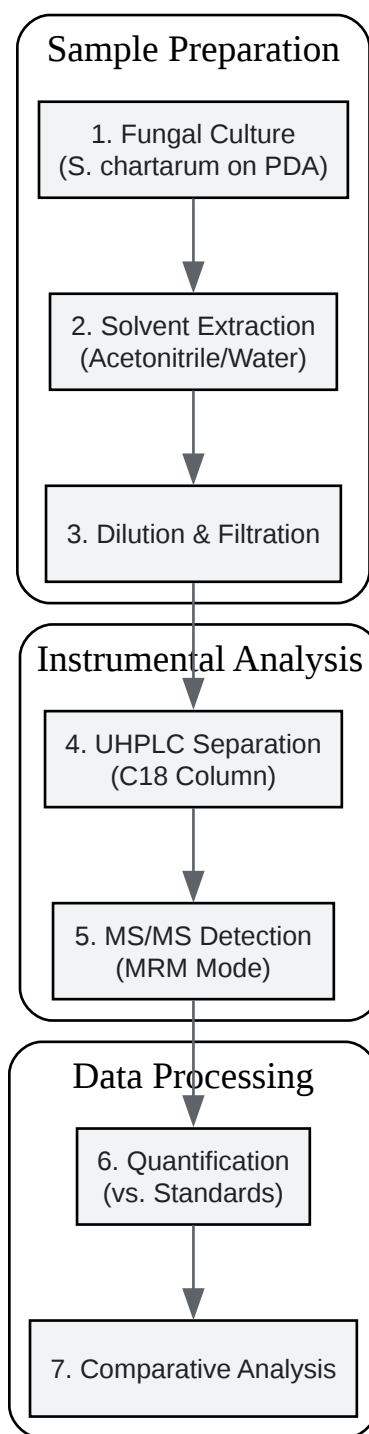 Sample Preparation
1. Fungal Culture
(S. chartarum on PDA)
2. Solvent Extraction
(Acetonitrile/Water)
3. Dilution & Filtration
Instrumental Analysis
4. UHPLC Separation
(C18 Column)
5. MS/MS Detection
(MRM Mode)
Data Processing
6. Quantification
(vs. Standards)
7. Comparative Analysis